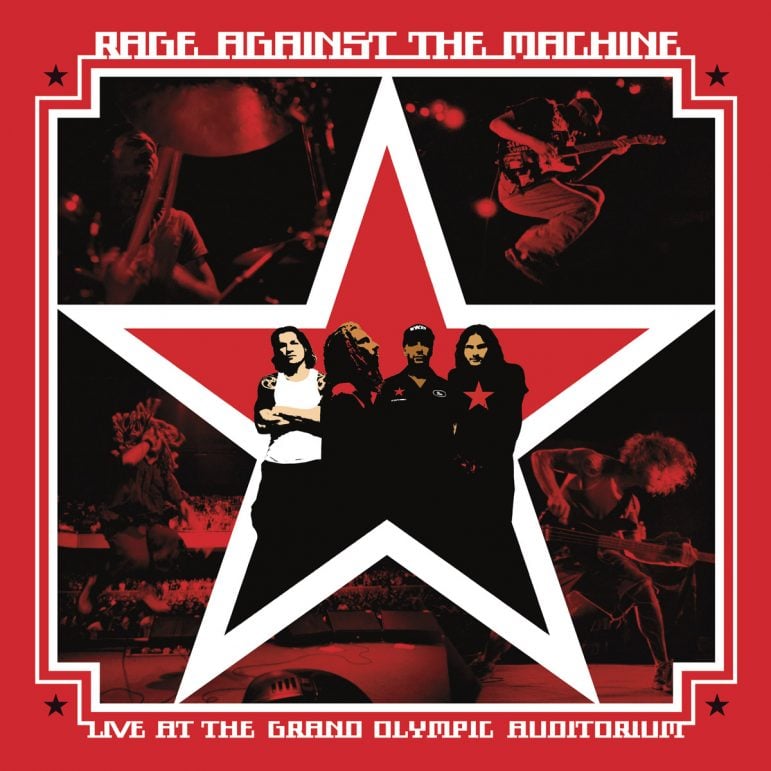 RAGE AGAINST THE MACHINE
LIVE AT THE GRAND OLYMPIC AUDITORIUM